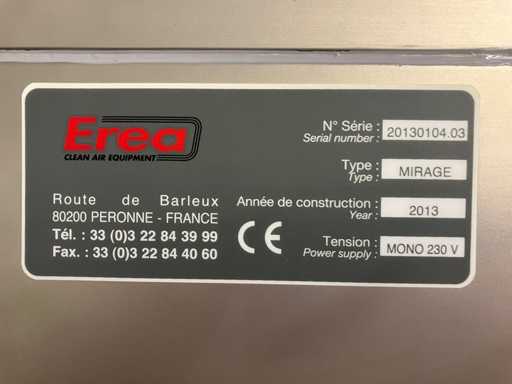 Erea
CLEAN AIR EQUIPMENT
Route de Barleux
80200 PERONNE - FRANCE
Tél. : 33 (0)3 22 84 39 99
Fax. : 33 (0)3 22 84 40 60
CE
N° Série : 20130104.03
Serial number :
Type : MIRAGE
Type :
Année de construction : 2013
Year :
Tension : MONO 230 V
Power supply :